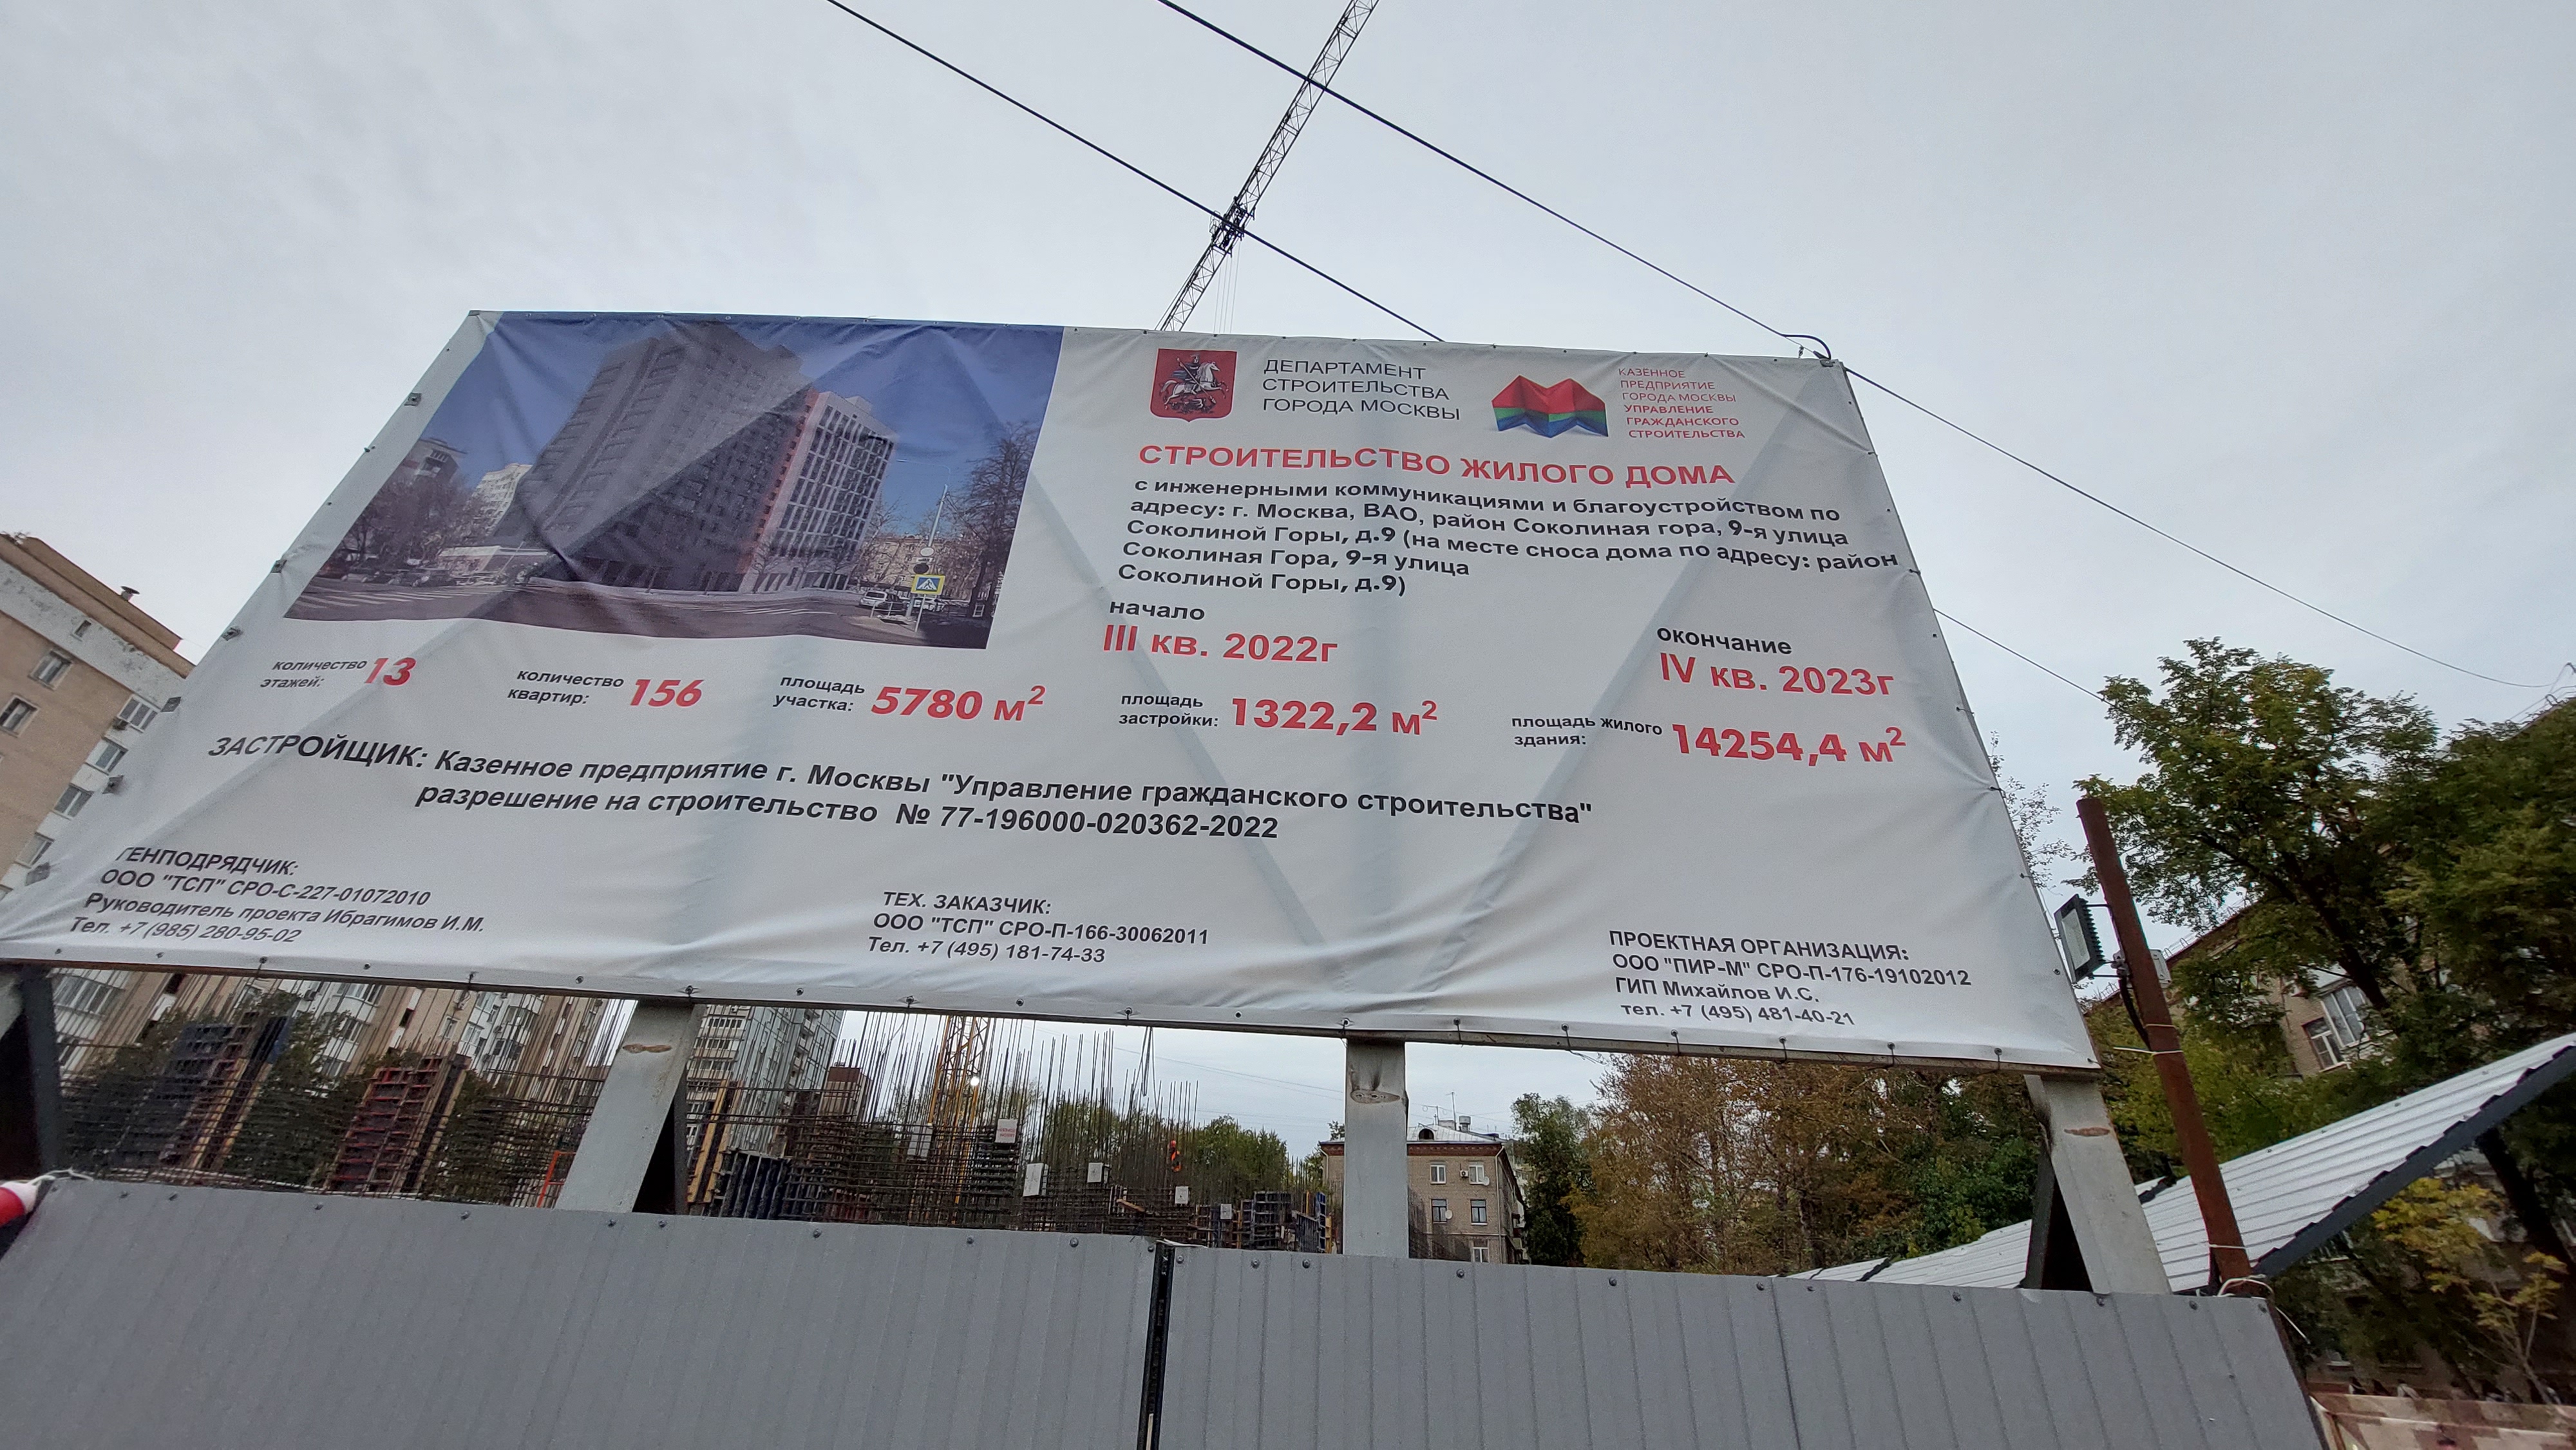 ДЕПАРТАМЕНТ
СТРОИТЕЛЬСТВА
ГОРОДА МОСКВЫ
КАЗЁННОЕ
ПРЕДПРИЯТИЕ
ГОРОДА МОСКВЫ
УПРАВЛЕНИЕ
ГРАЖДАНСКОГО
СТРОИТЕЛЬСТВА
СТРОИТЕЛЬСТВО ЖИЛОГО ДОМА
с инженерными коммуникациями и благоустройством по
адресу: г. Москва, ВАО, район Соколиная гора, 9-я улица
Соколиной Горы, д.9 (на месте сноса дома по адресу: район
Соколиная Гора, 9-я улица
Соколиной Горы, д.9)
начало
III кв. 2022г
окончание
IV кв. 2023г
количество
этажей: 13
количество
квартир: 156
площадь
участка: 5780 м²
площадь
застройки: 1322,2 м²
площадь жилого
здания: 14254,4 м²
ЗАСТРОЙЩИК: Казенное предприятие г. Москвы "Управление гражданского строительства"
разрешение на строительство № 77-196000-020362-2022
ГЕНПОДРЯДЧИК:
ООО "ТСП" СРО-С-227-01072010
Руководитель проекта Ибрагимов И.М.
Тел. +7 (985) 280-95-02
ТЕХ. ЗАКАЗЧИК:
ООО "ТСП" СРО-П-166-30062011
Тел. +7 (495) 181-74-33
ПРОЕКТНАЯ ОРГАНИЗАЦИЯ:
ООО "ПИР-М" СРО-П-176-19102012
ГИП Михайлов И.С.
тел. +7 (495) 481-40-21